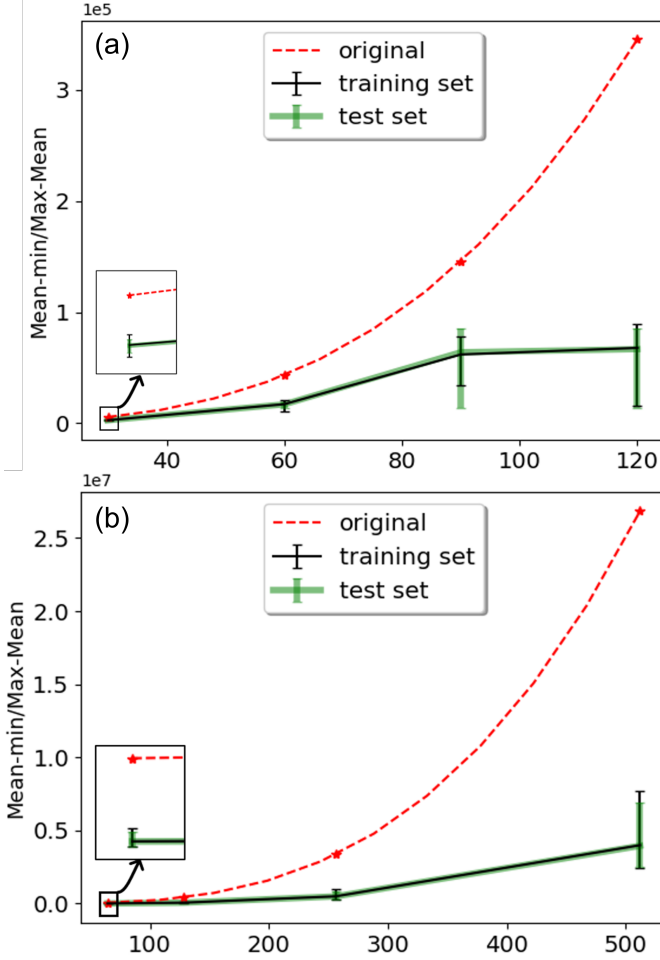 1e5
(a)
original
training set
test set
Mean-min/Max-Mean
3
2
1
0
40 60 80 100 120
1e7
(b)
original
training set
test set
Mean-min/Max-Mean
2.5
2.0
1.5
1.0
0.5
0.0
100 200 300 400 500